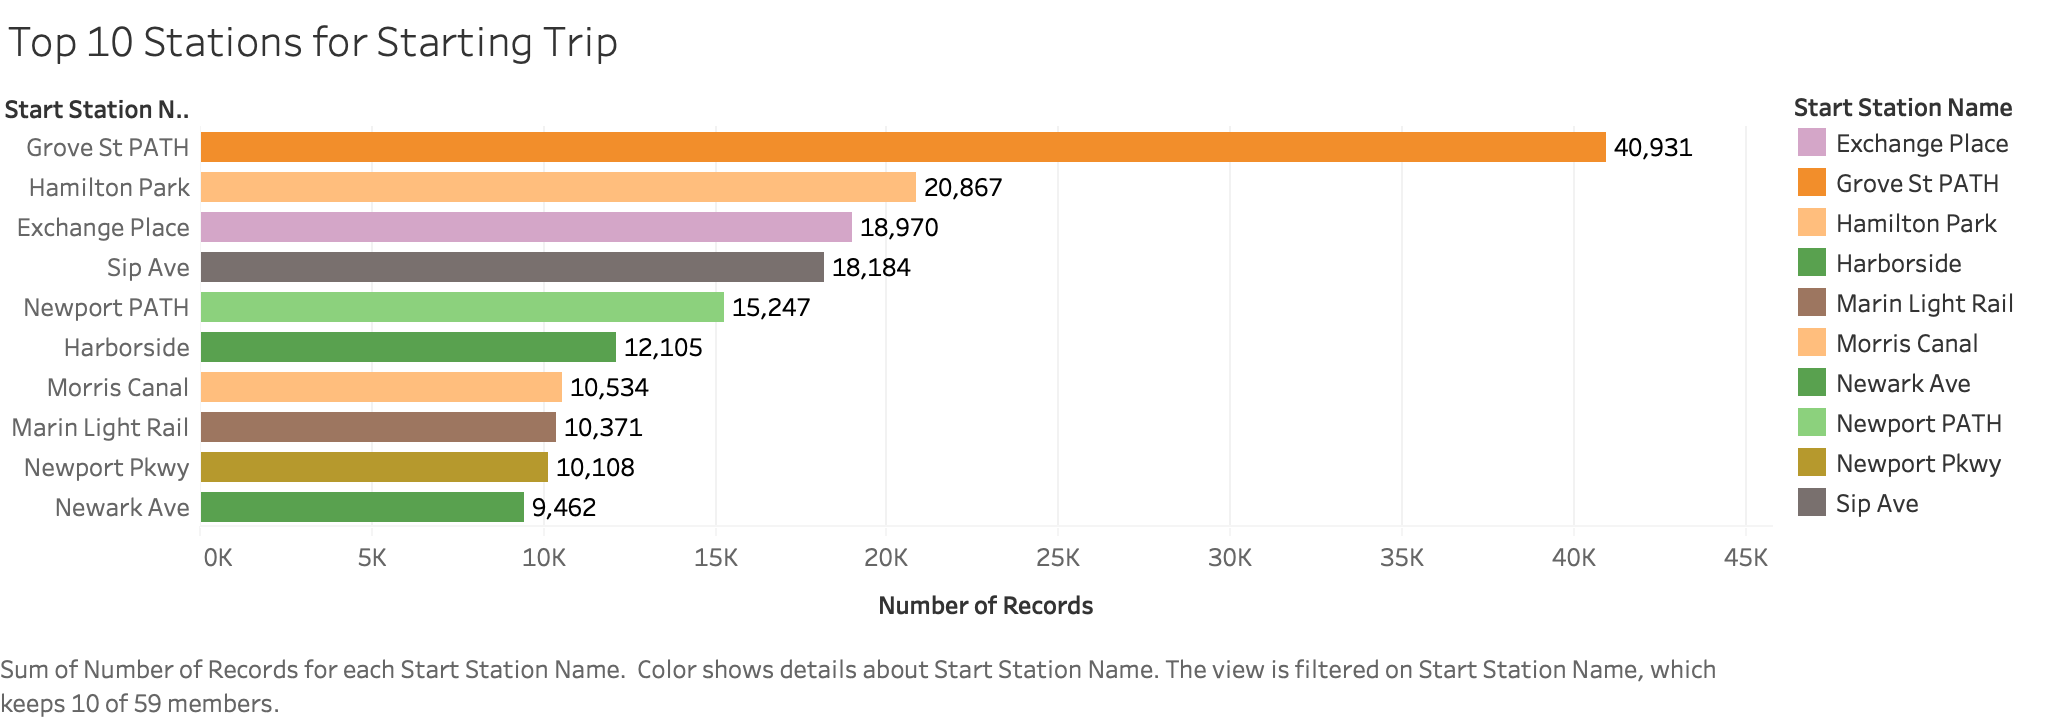 Top 10 Stations for Starting Trip
Start Station N..
Grove St PATH 40,931
Hamilton Park 20,867
Exchange Place 18,970
Sip Ave 18,184
Newport PATH 15,247
Harborside 12,105
Morris Canal 10,534
Marin Light Rail 10,371
Newport Pkwy 10,108
Newark Ave 9,462
0K 5K 10K 15K 20K 25K 30K 35K 40K 45K
Number of Records
Start Station Name
Exchange Place
Grove St PATH
Hamilton Park
Harborside
Marin Light Rail
Morris Canal
Newark Ave
Newport PATH
Newport Pkwy
Sip Ave
Sum of Number of Records for each Start Station Name.  Color shows details about Start Station Name. The view is filtered on Start Station Name, which
keeps 10 of 59 members.